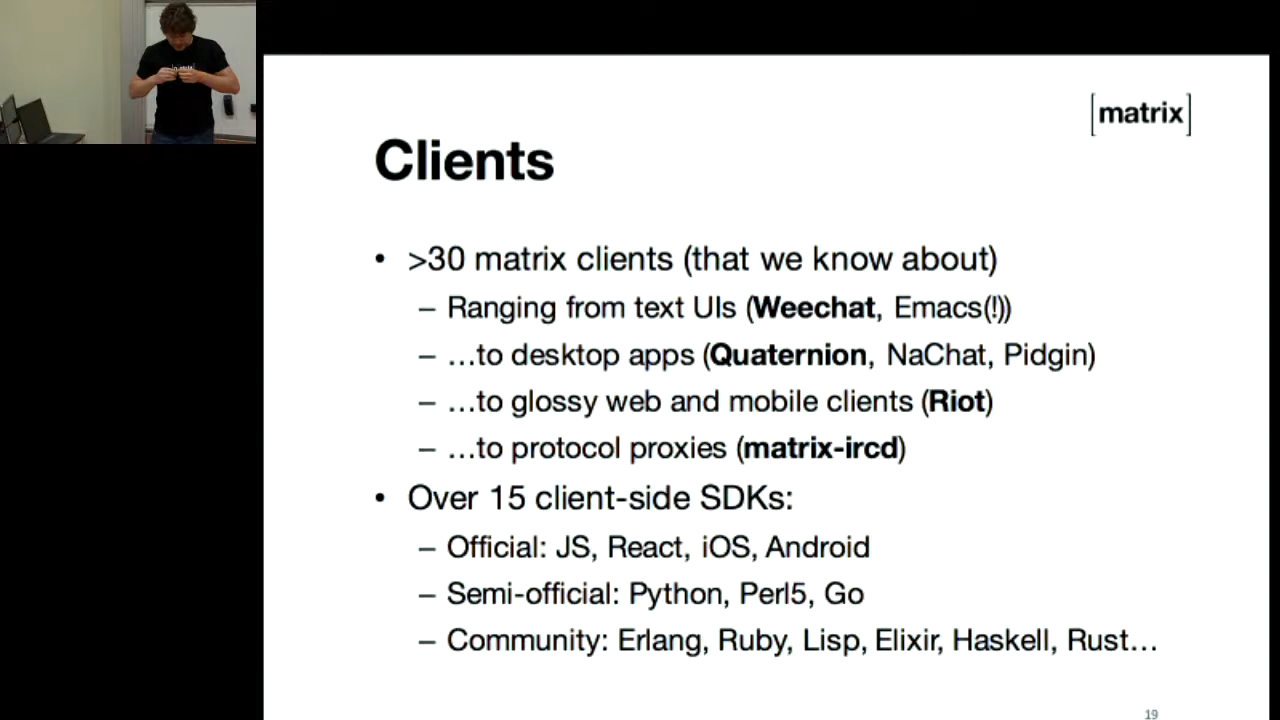 [matrix]
Clients
• >30 matrix clients (that we know about)
– Ranging from text UIs (Weechat, Emacs(!))
– …to desktop apps (Quaternion, NaChat, Pidgin)
– …to glossy web and mobile clients (Riot)
– …to protocol proxies (matrix-ircd)
• Over 15 client-side SDKs:
– Official: JS, React, iOS, Android
– Semi-official: Python, Perl5, Go
– Community: Erlang, Ruby, Lisp, Elixir, Haskell, Rust…
19